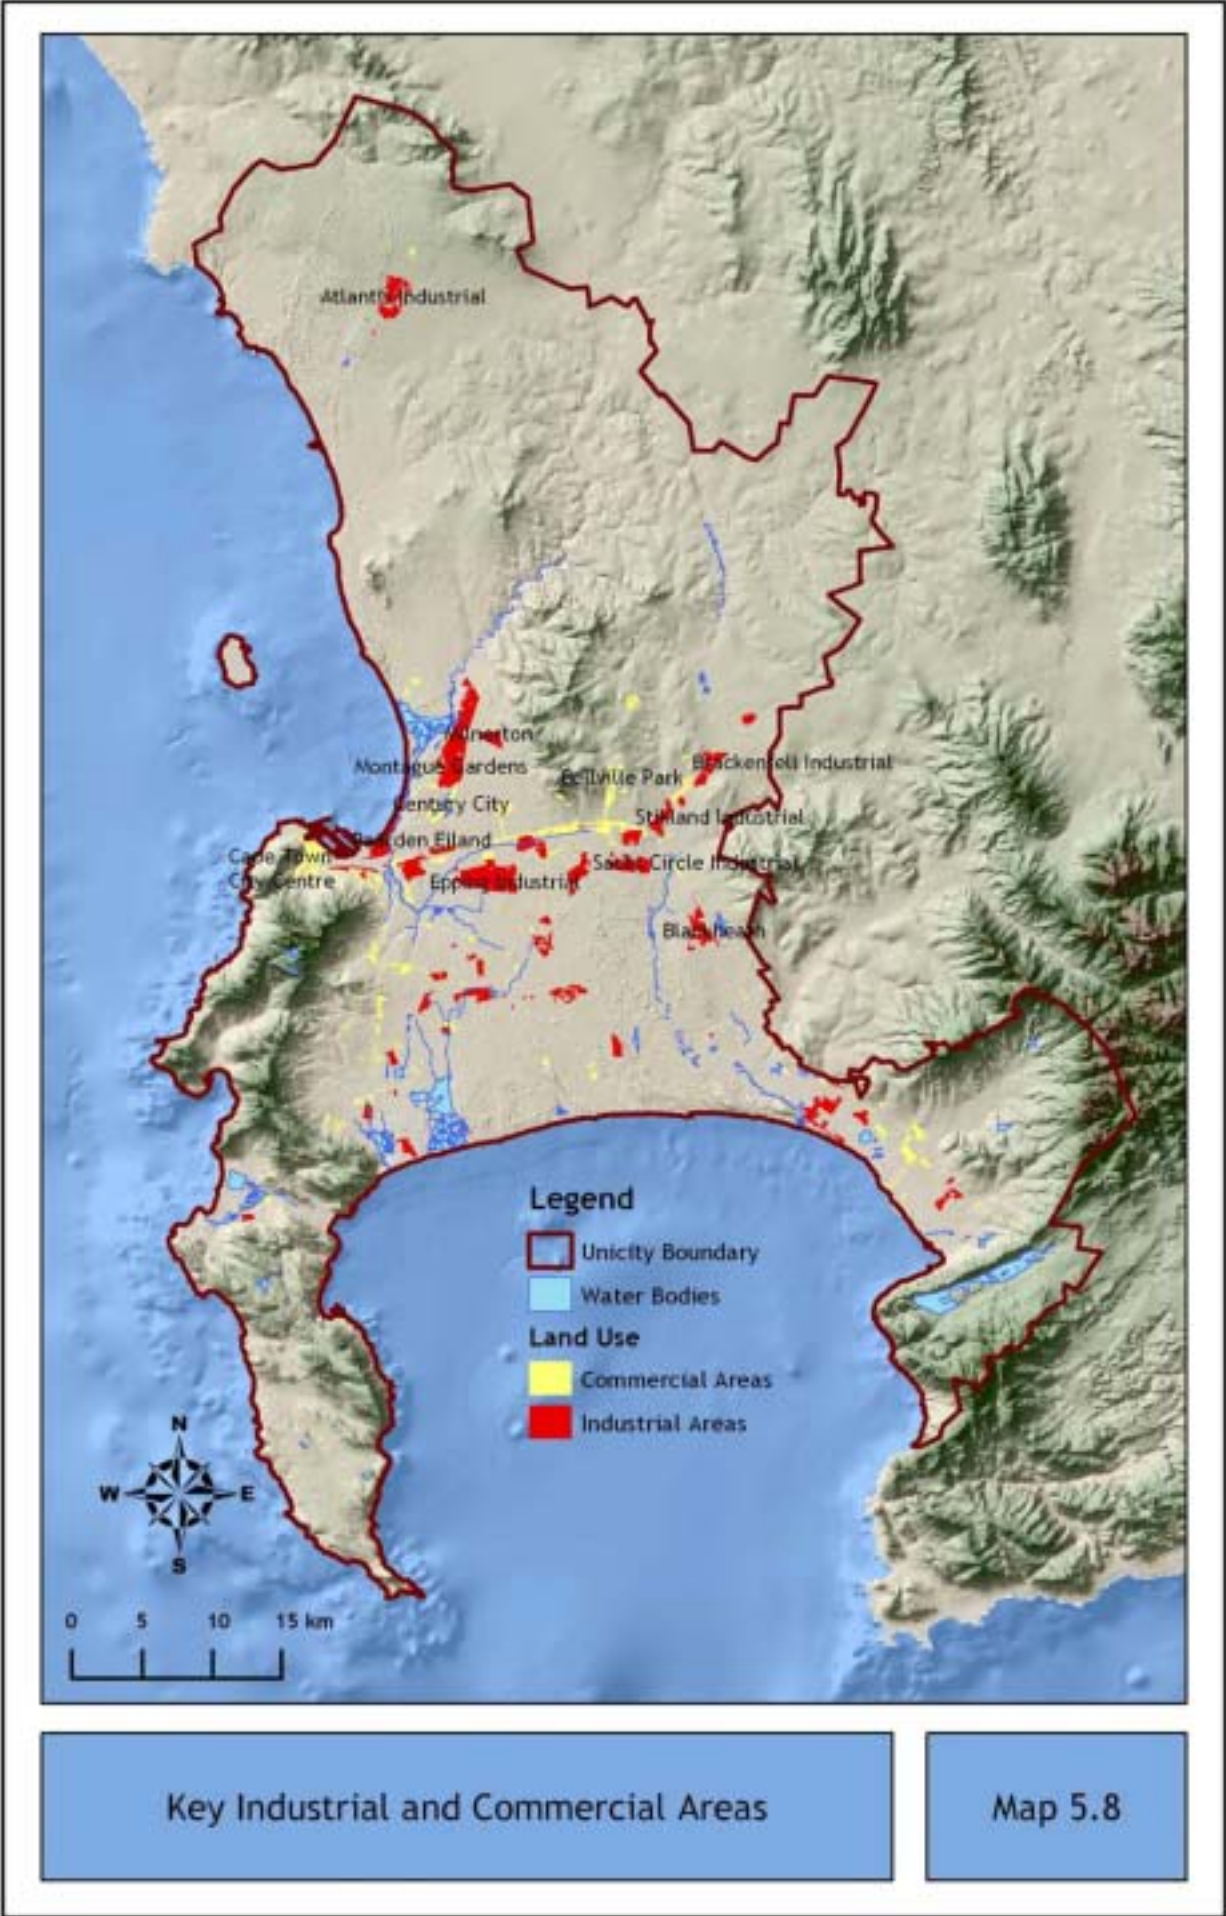 Atlantis Industrial
Milnerton
Montague Gardens
Brackenfell Industrial
Bellville Park
Century City
Stikland Industrial
Paarden Eiland
Cape Town
City Centre
Sacks Circle Industrial
Epping Industrial
Blackheath
Legend
Unicity Boundary
Water Bodies
Land Use
Commercial Areas
Industrial Areas
N
W E
S
0 5 10 15 km
Key Industrial and Commercial Areas
Map 5.8